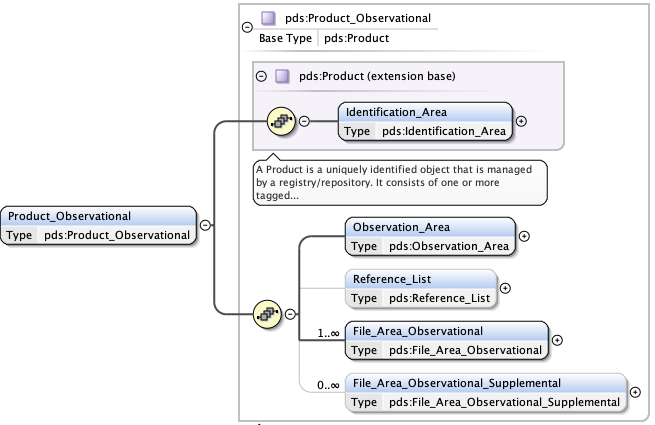 pds:Product_Observational
Base Type pds:Product
pds:Product (extension base)
Identification_Area
Type pds:Identification_Area
A Product is a uniquely identified object that is managed
by a registry/repository. It consists of one or more
tagged...
Product_Observational
Type pds:Product_Observational
Observation_Area
Type pds:Observation_Area
Reference_List
Type pds:Reference_List
1..∞
File_Area_Observational
Type pds:File_Area_Observational
0..∞
File_Area_Observational_Supplemental
Type pds:File_Area_Observational_Supplemental